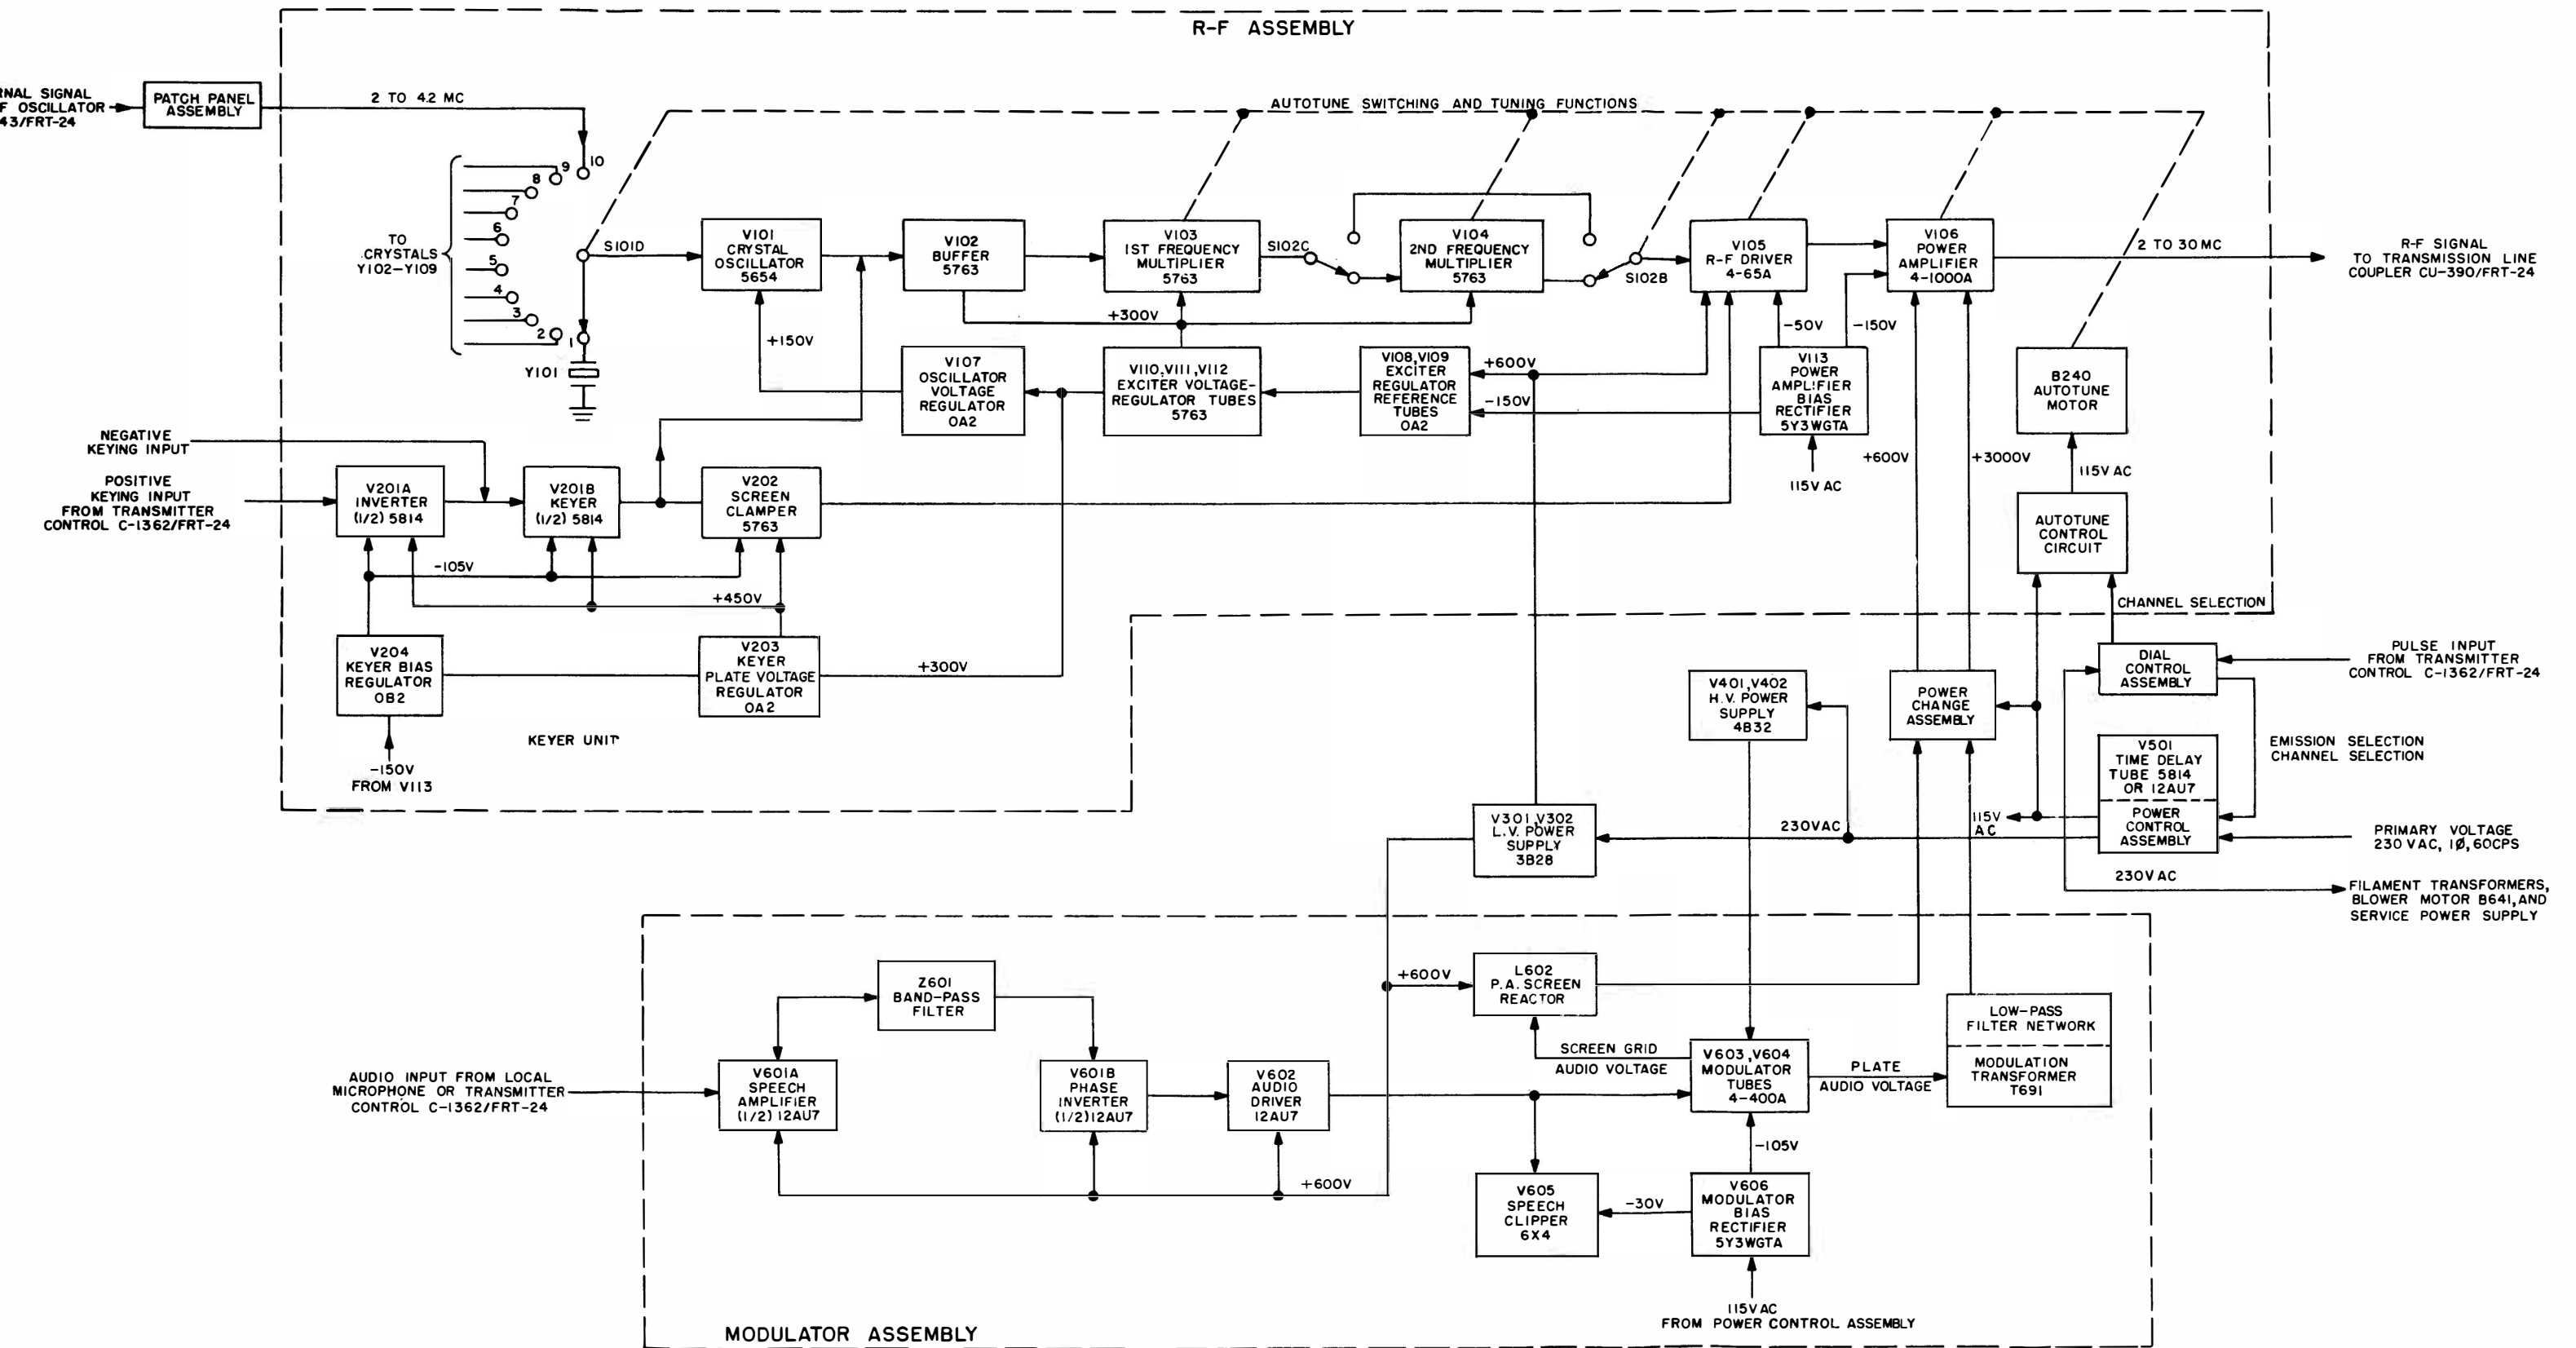 R-F ASSEMBLY
RNAL SIGNAL
F OSCILLATOR
43/FRT-24
PATCH PANEL
ASSEMBLY
2 TO 4.2 MC
AUTOTUNE SWITCHING AND TUNING FUNCTIONS
10
9
8
7
6
5
4
3
2
1
TO
CRYSTALS
Y102-Y109
S101D
Y101
V101
CRYSTAL
OSCILLATOR
5654
V102
BUFFER
5763
V103
1ST FREQUENCY
MULTIPLIER
5763
S102C
V104
2ND FREQUENCY
MULTIPLIER
5763
S102B
V105
R-F DRIVER
4-65A
V106
POWER
AMPLIFIER
4-1000A
2 TO 30 MC
R-F SIGNAL
TO TRANSMISSION LINE
COUPLER CU-390/FRT-24
+300V
+150V
-50V
-150V
V107
OSCILLATOR
VOLTAGE
REGULATOR
OA2
V110,V111,V112
EXCITER VOLTAGE-
REGULATOR TUBES
5763
V108,V109
EXCITER
REGULATOR
REFERENCE
TUBES
OA2
+600V
-150V
V113
POWER
AMPLIFIER
BIAS
RECTIFIER
5Y3WGTA
115V AC
B240
AUTOTUNE
MOTOR
115V AC
+600V
+3000V
AUTOTUNE
CONTROL
CIRCUIT
NEGATIVE
KEYING INPUT
POSITIVE
KEYING INPUT
FROM TRANSMITTER
CONTROL C-1362/FRT-24
V201A
INVERTER
(1/2) 5814
V201B
KEYER
(1/2) 5814
V202
SCREEN
CLAMPER
5763
-105V
+450V
CHANNEL SELECTION
V204
KEYER BIAS
REGULATOR
OB2
V203
KEYER
PLATE VOLTAGE
REGULATOR
OA2
+300V
KEYER UNIT
-150V
FROM V113
V401,V402
H.V. POWER
SUPPLY
4B32
POWER
CHANGE
ASSEMBLY
DIAL
CONTROL
ASSEMBLY
PULSE INPUT
FROM TRANSMITTER
CONTROL C-1362/FRT-24
V501
TIME DELAY
TUBE 5814
OR 12AU7
POWER
CONTROL
ASSEMBLY
EMISSION SELECTION
CHANNEL SELECTION
V301,V302
L.V. POWER
SUPPLY
3B28
230VAC
115V
AC
PRIMARY VOLTAGE
230 VAC, 1Ø, 60CPS
230V AC
FILAMENT TRANSFORMERS,
BLOWER MOTOR B641, AND
SERVICE POWER SUPPLY
Z601
BAND-PASS
FILTER
+600V
L602
P.A. SCREEN
REACTOR
LOW-PASS
FILTER NETWORK
MODULATION
TRANSFORMER
T691
AUDIO INPUT FROM LOCAL
MICROPHONE OR TRANSMITTER
CONTROL C-1362/FRT-24
V601A
SPEECH
AMPLIFIER
(1/2) 12AU7
V601B
PHASE
INVERTER
(1/2) 12AU7
V602
AUDIO
DRIVER
12AU7
SCREEN GRID
AUDIO VOLTAGE
V603,V604
MODULATOR
TUBES
4-400A
PLATE
AUDIO VOLTAGE
-105V
+600V
V605
SPEECH
CLIPPER
6X4
-30V
V606
MODULATOR
BIAS
RECTIFIER
5Y3WGTA
115VAC
FROM POWER CONTROL ASSEMBLY
MODULATOR ASSEMBLY